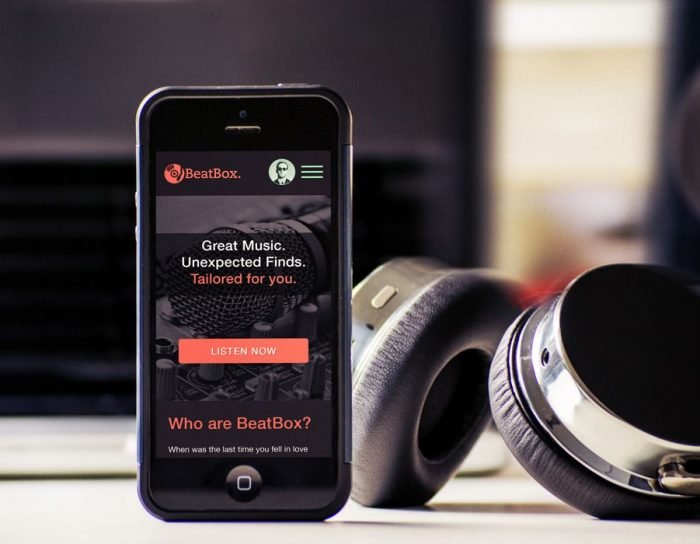 BeatBox.
Great Music.
Unexpected Finds.
Tailored for you.
LISTEN NOW
Who are BeatBox?
When was the last time you fell in love